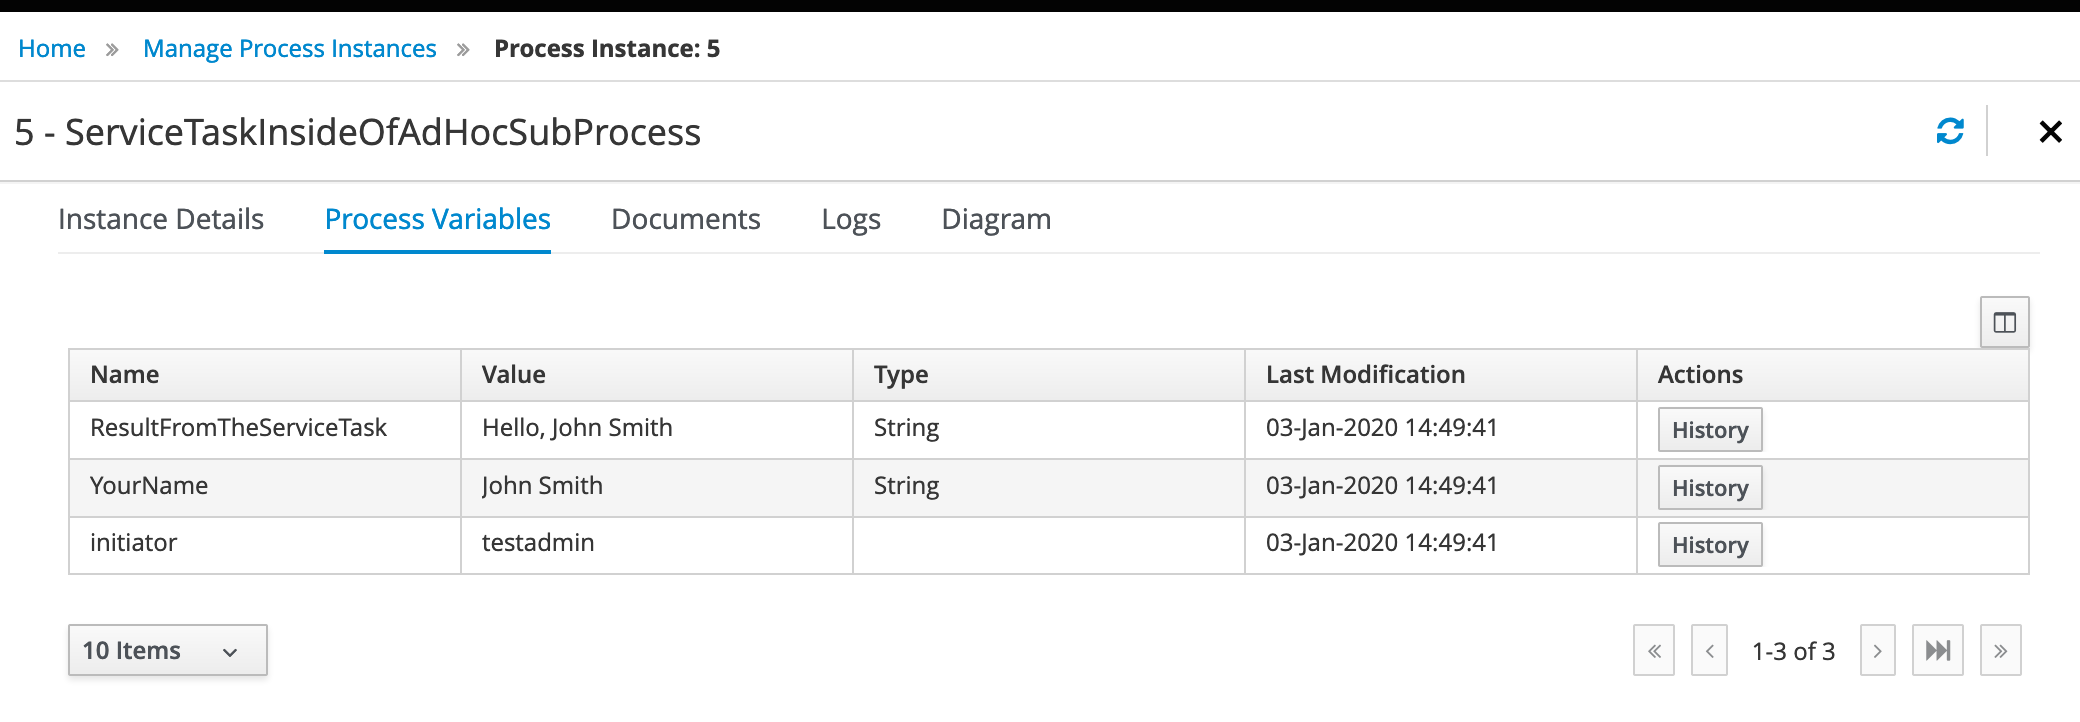 Home » Manage Process Instances » Process Instance: 5
5 - ServiceTaskInsideOfAdHocSubProcess
Instance Details Process Variables Documents Logs Diagram
Name Value Type Last Modification Actions
ResultFromTheServiceTask Hello, John Smith String 03-Jan-2020 14:49:41 History
YourName John Smith String 03-Jan-2020 14:49:41 History
initiator testadmin 03-Jan-2020 14:49:41 History
10 Items « ‹ 1-3 of 3 › »